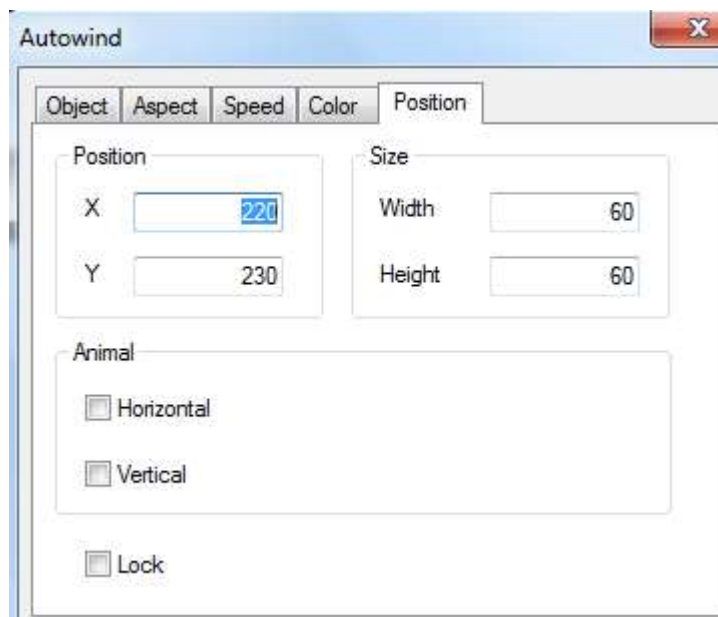 Autowind
Object Aspect Speed Color Position
Position
X 220
Y 230
Size
Width 60
Height 60
Animal
Horizontal
Vertical
Lock